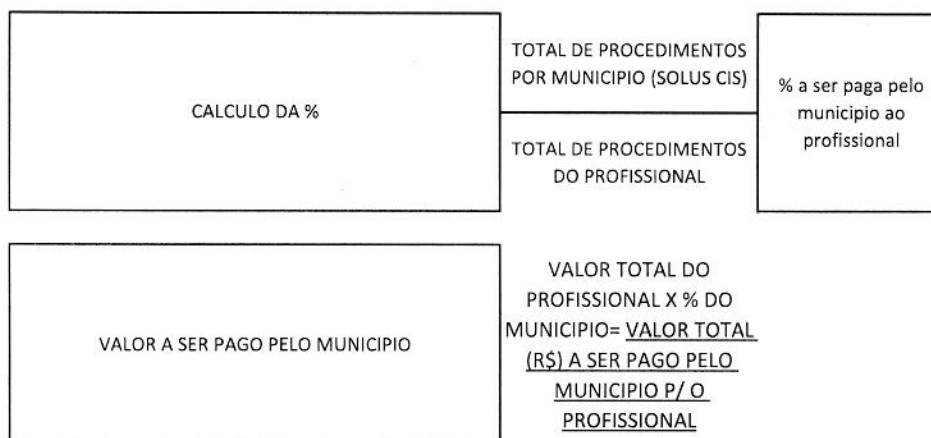 CALCULO DA %
TOTAL DE PROCEDIMENTOS
POR MUNICIPIO (SOLUS CIS)
TOTAL DE PROCEDIMENTOS
DO PROFISSIONAL
% a ser paga pelo
municipio ao
profissional
VALOR A SER PAGO PELO MUNICIPIO
VALOR TOTAL DO
PROFISSIONAL X % DO
MUNICIPIO= VALOR TOTAL
(R$) A SER PAGO PELO
MUNICIPIO P/ O
PROFISSIONAL